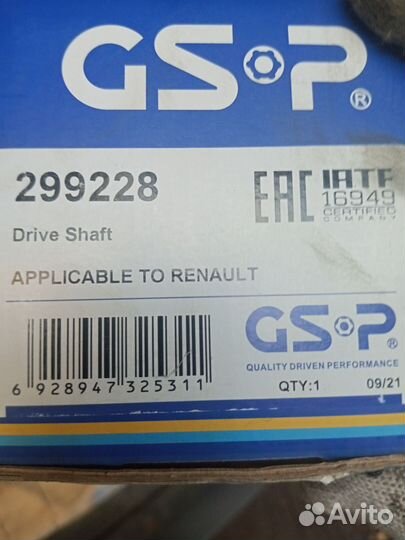 GSP®
299228
EAC IATF
16949
CERTIFIED
COMPANY
Drive Shaft
APPLICABLE TO RENAULT
6 928947 325311
GSP®
QUALITY DRIVEN PERFORMANCE
QTY:1 09/21
Avito